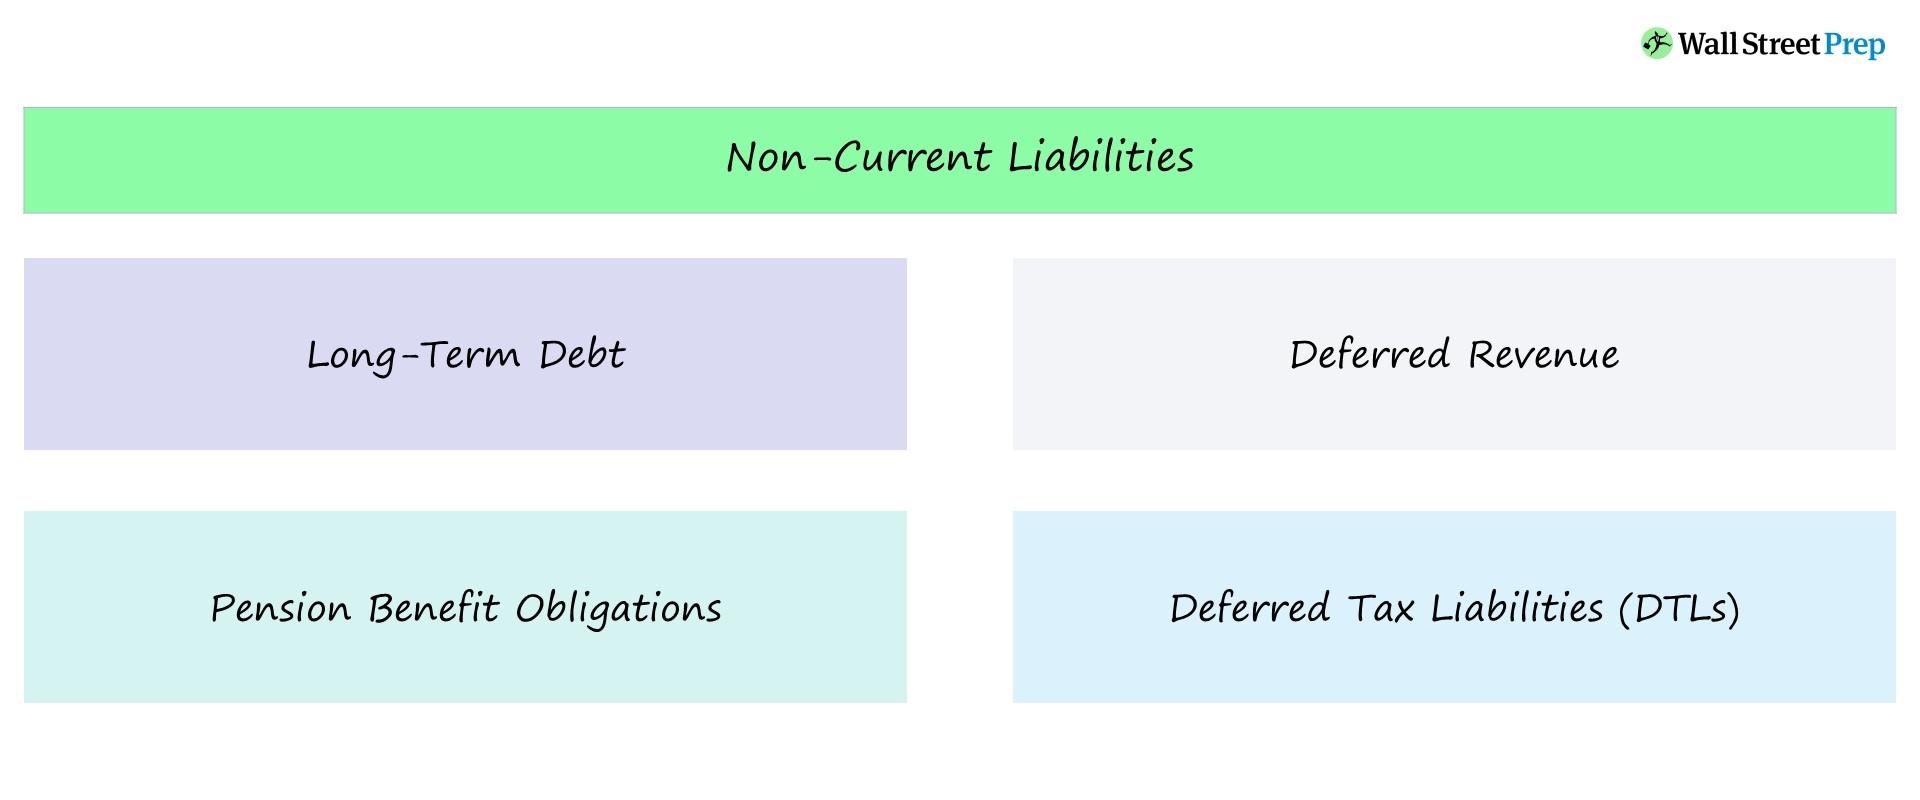 Wall Street Prep
Non-Current Liabilities
Long-Term Debt
Deferred Revenue
Pension Benefit Obligations
Deferred Tax Liabilities (DTLs)